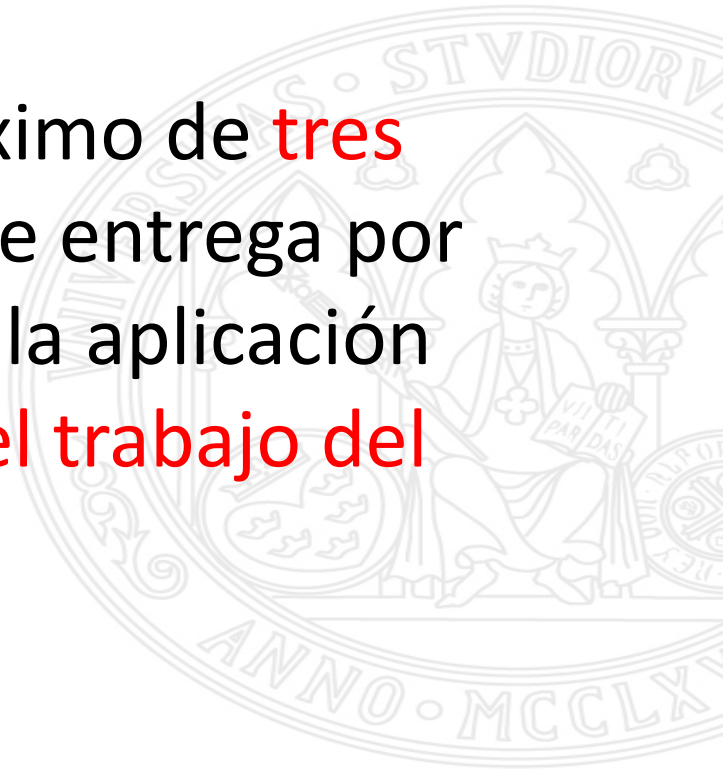 ximo de tres
e entrega por
la aplicación
el trabajo del
STVDIORV
ANNO · MCCLX